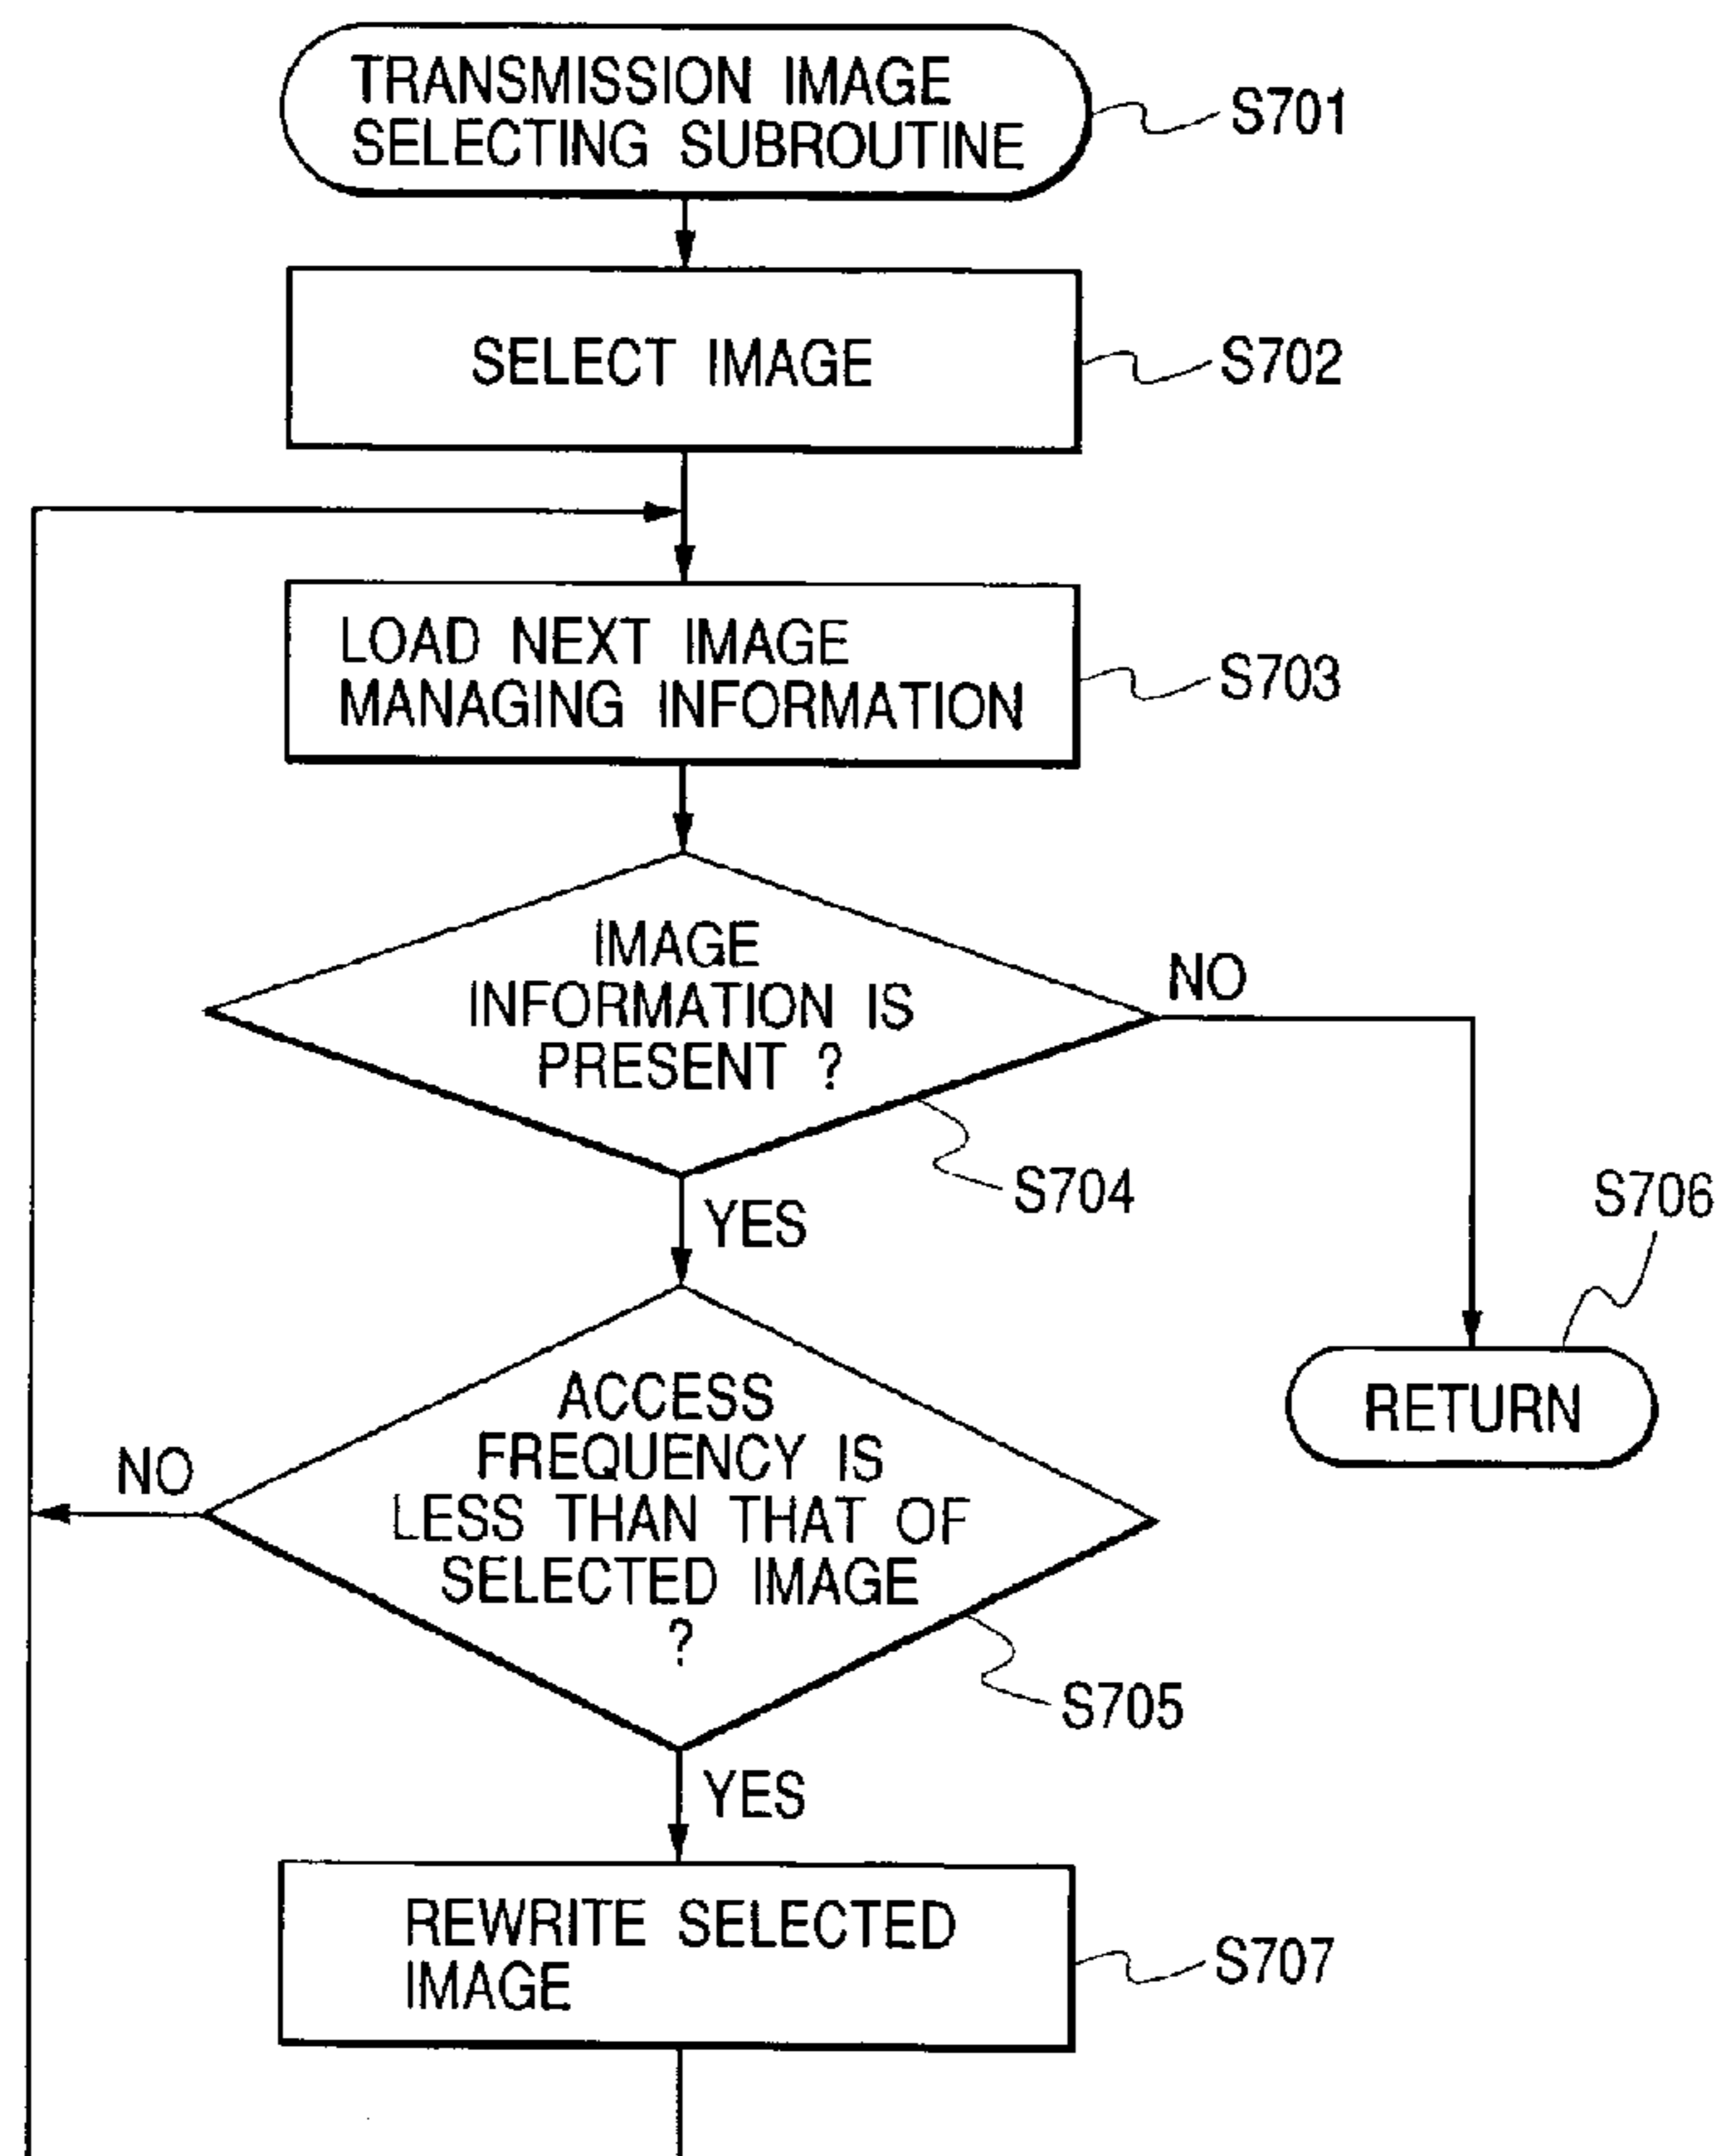 TRANSMISSION IMAGE
SELECTING SUBROUTINE
S701
SELECT IMAGE
S702
LOAD NEXT IMAGE
MANAGING INFORMATION
S703
IMAGE
INFORMATION IS
PRESENT ?
NO
S704
YES
S706
RETURN
ACCESS
FREQUENCY IS
LESS THAN THAT OF
SELECTED IMAGE
?
NO
S705
YES
REWRITE SELECTED
IMAGE
S707